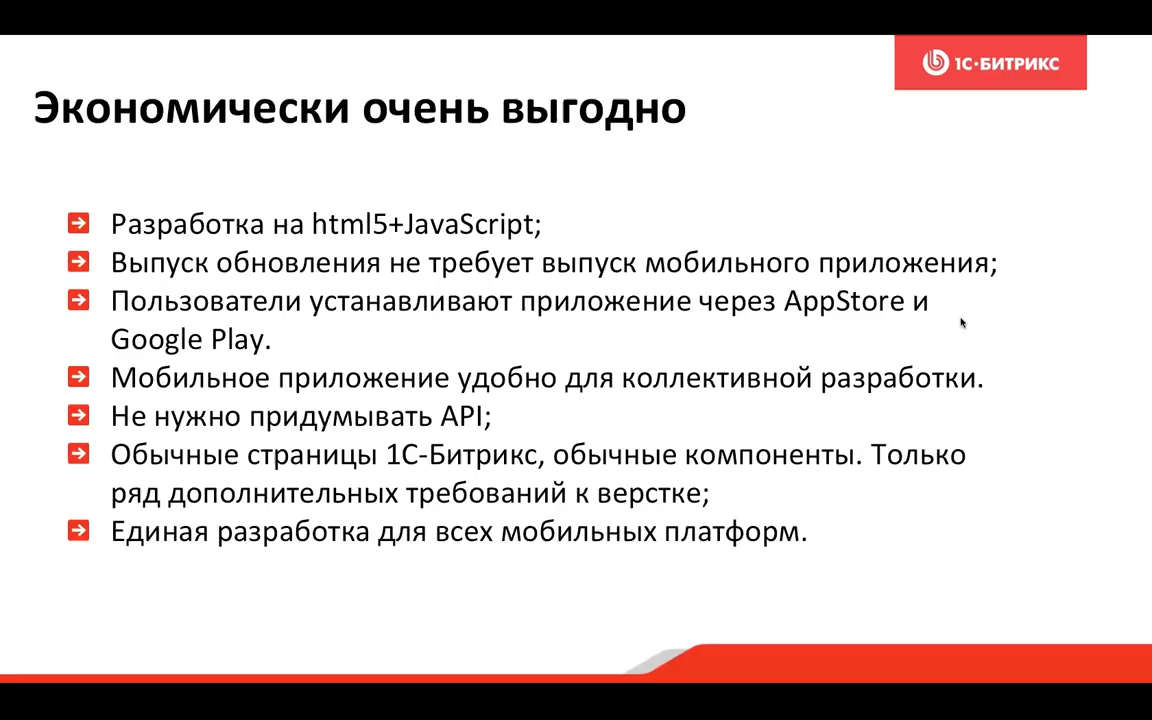 1С·БИТРИКС
Экономически очень выгодно
Разработка на html5+JavaScript;
Выпуск обновления не требует выпуск мобильного приложения;
Пользователи устанавливают приложение через AppStore и
Google Play.
Мобильное приложение удобно для коллективной разработки.
Не нужно придумывать API;
Обычные страницы 1С-Битрикс, обычные компоненты. Только
ряд дополнительных требований к верстке;
Единая разработка для всех мобильных платформ.